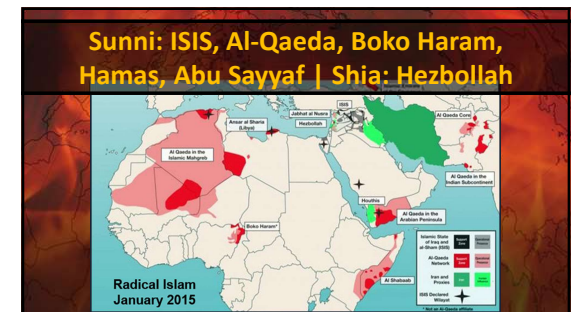 Sunni: ISIS, Al-Qaeda, Boko Haram,
Hamas, Abu Sayyaf | Shia: Hezbollah
ISIS
Jabhat al Nusra
Hezbollah
Ansar al Sharia
(Libya)
Al Qaeda Core
Al Qaeda in the
Islamic Mahgreb
Al Qaeda in the
Indian Subcontinent
Houthis
Al Qaeda in the
Arabian Peninsula
Boko Haram*
Al Shabaab
Radical Islam
January 2015
Islamic State
of Iraq and
al-Sham (ISIS)
Al-Qaeda
Network
Iran and
Proxies
ISIS Declared
Wilayat
* Not an Al-Qaeda affiliate